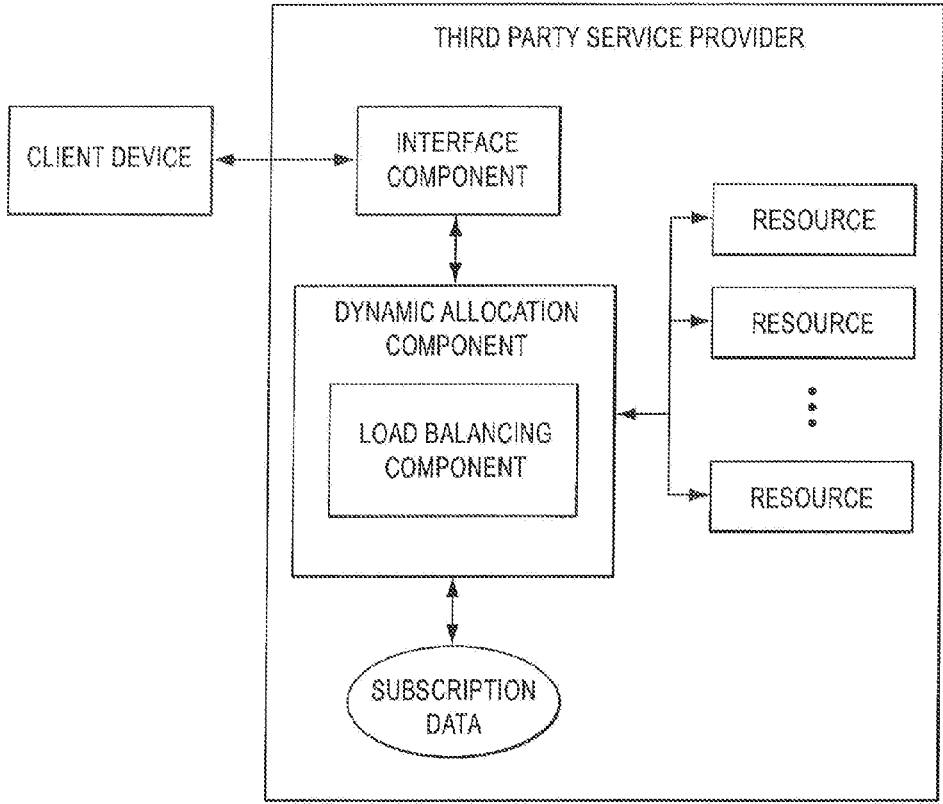 THIRD PARTY SERVICE PROVIDER
CLIENT DEVICE
INTERFACE
COMPONENT
RESOURCE
DYNAMIC ALLOCATION
COMPONENT
RESOURCE
LOAD BALANCING
COMPONENT
RESOURCE
SUBSCRIPTION
DATA